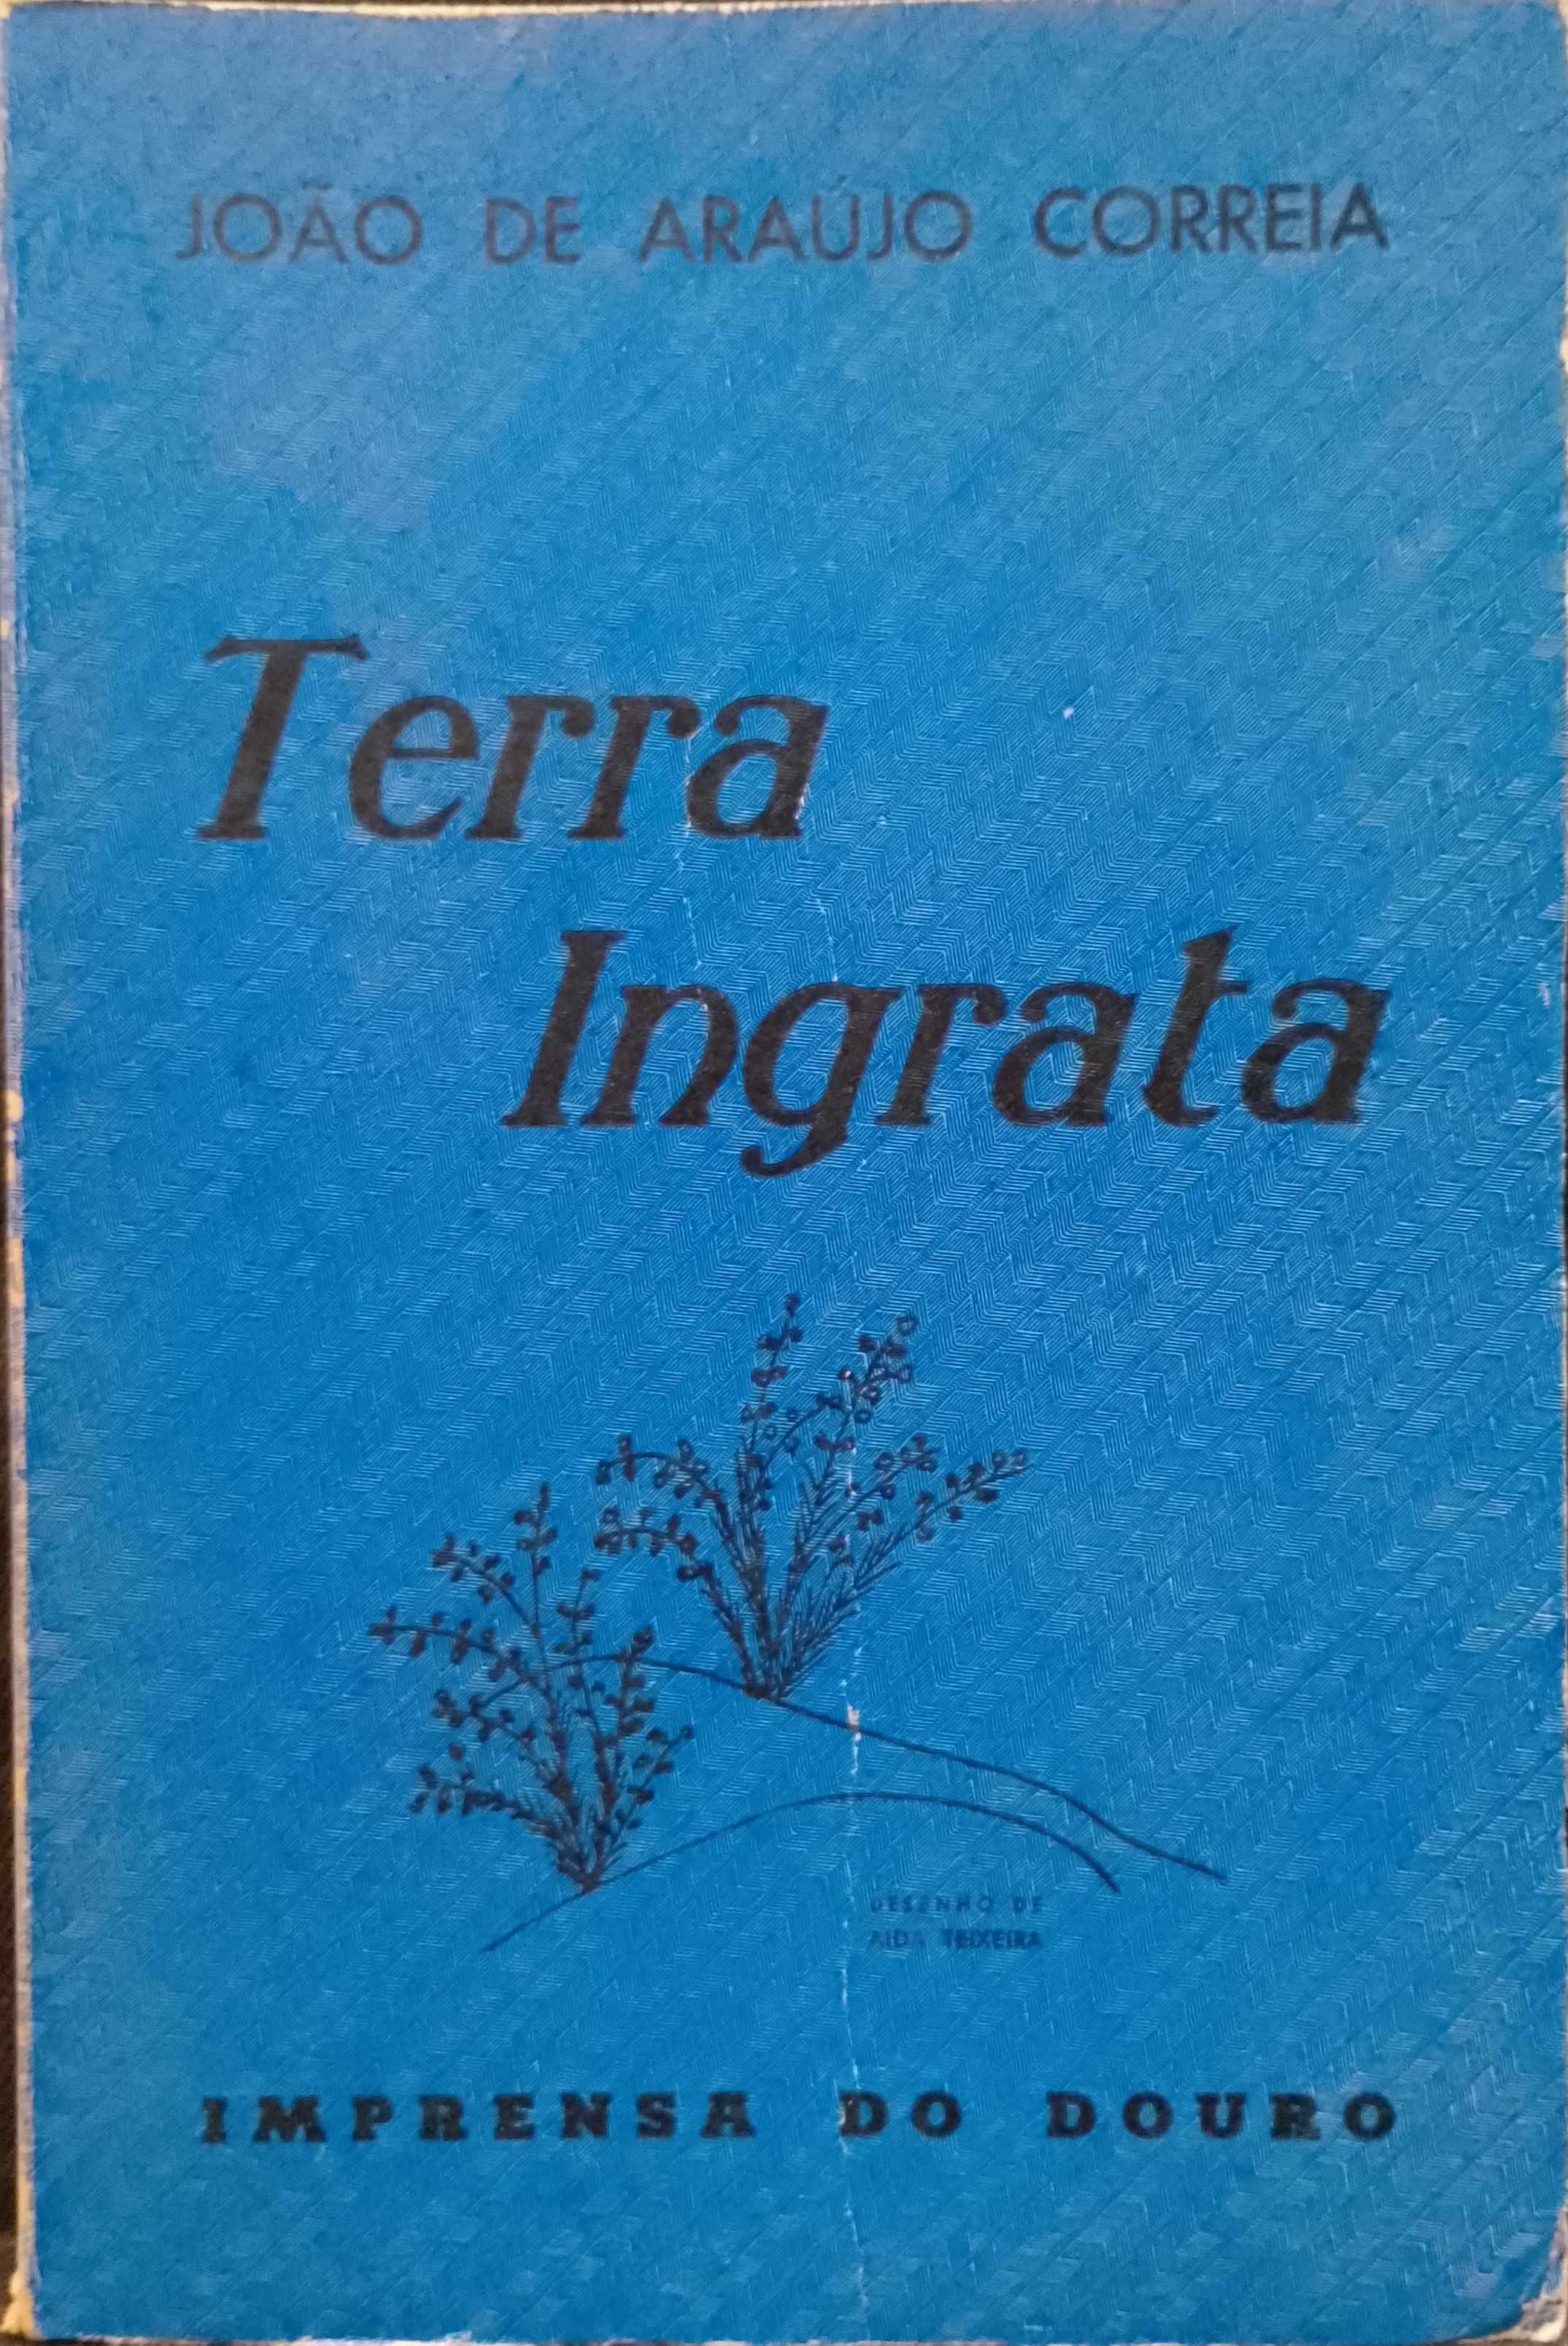 JOÃO DE ARAÚJO CORREIA
Terra
Ingrata
DESENHO DE
AIDA TEIXEIRA
IMPRENSA DO DOURO